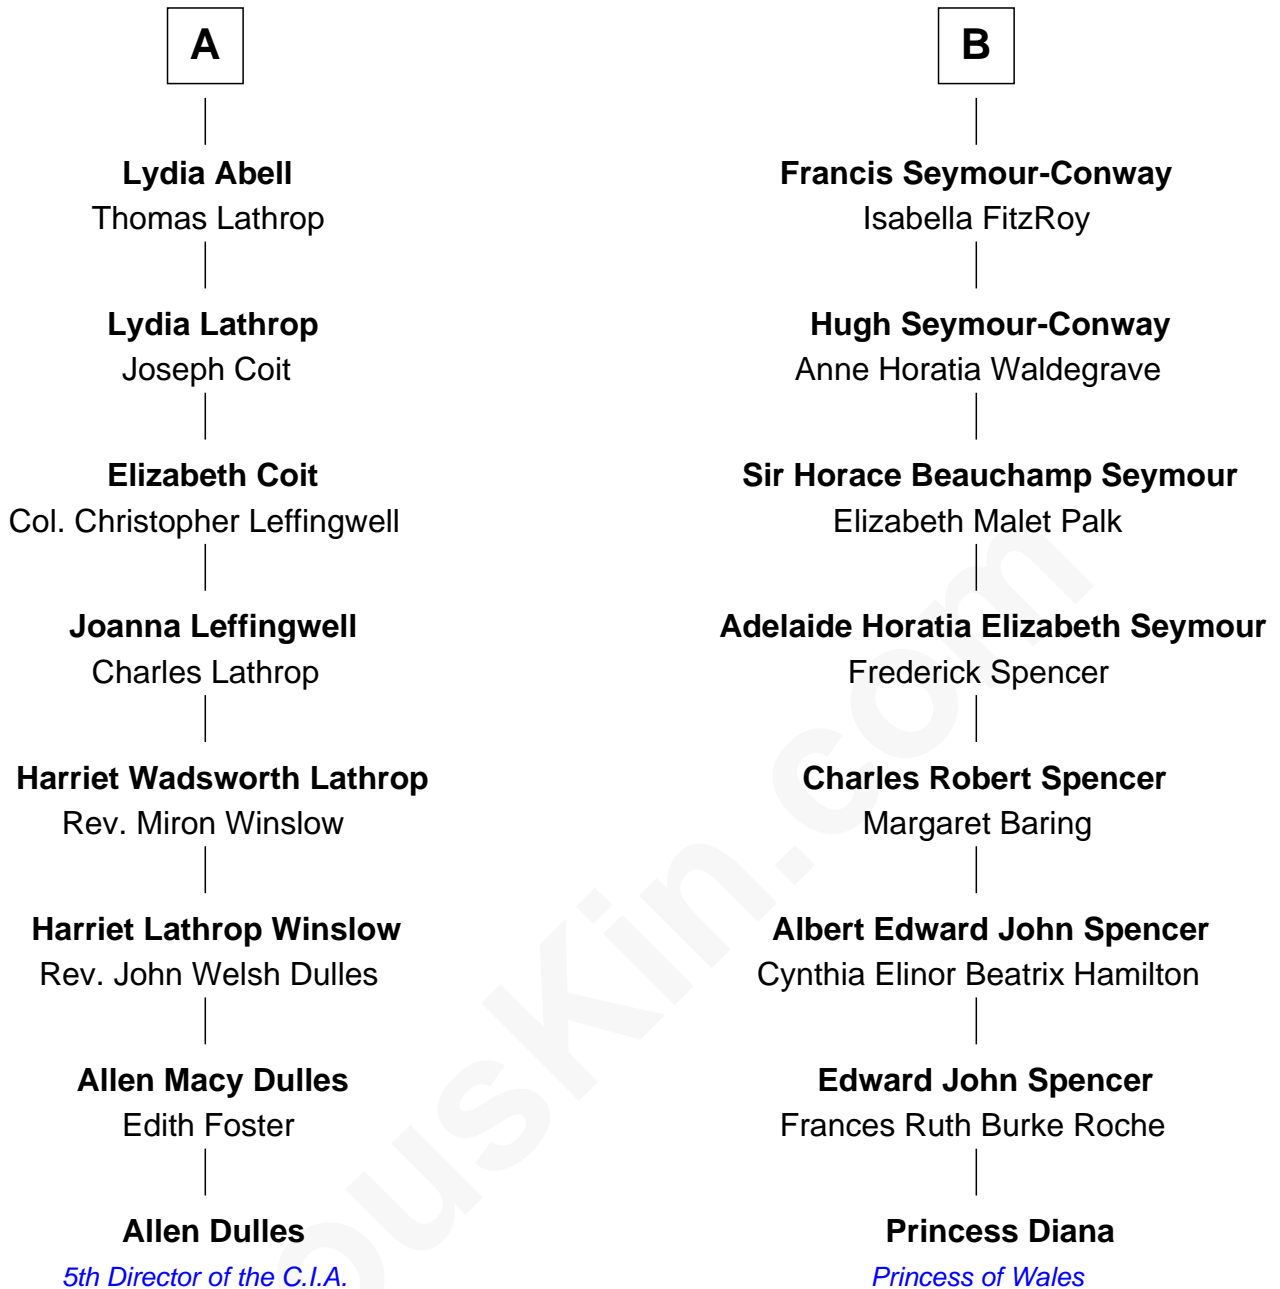 A
Lydia Abell
Thomas Lathrop
Lydia Lathrop
Joseph Coit
Elizabeth Coit
Col. Christopher Leffingwell
Joanna Leffingwell
Charles Lathrop
Harriet Wadsworth Lathrop
Rev. Miron Winslow
Harriet Lathrop Winslow
Rev. John Welsh Dulles
Allen Macy Dulles
Edith Foster
Allen Dulles
5th Director of the C.I.A.
B
Francis Seymour-Conway
Isabella FitzRoy
Hugh Seymour-Conway
Anne Horatia Waldegrave
Sir Horace Beauchamp Seymour
Elizabeth Malet Palk
Adelaide Horatia Elizabeth Seymour
Frederick Spencer
Charles Robert Spencer
Margaret Baring
Albert Edward John Spencer
Cynthia Elinor Beatrix Hamilton
Edward John Spencer
Frances Ruth Burke Roche
Princess Diana
Princess of Wales
ousKin.com